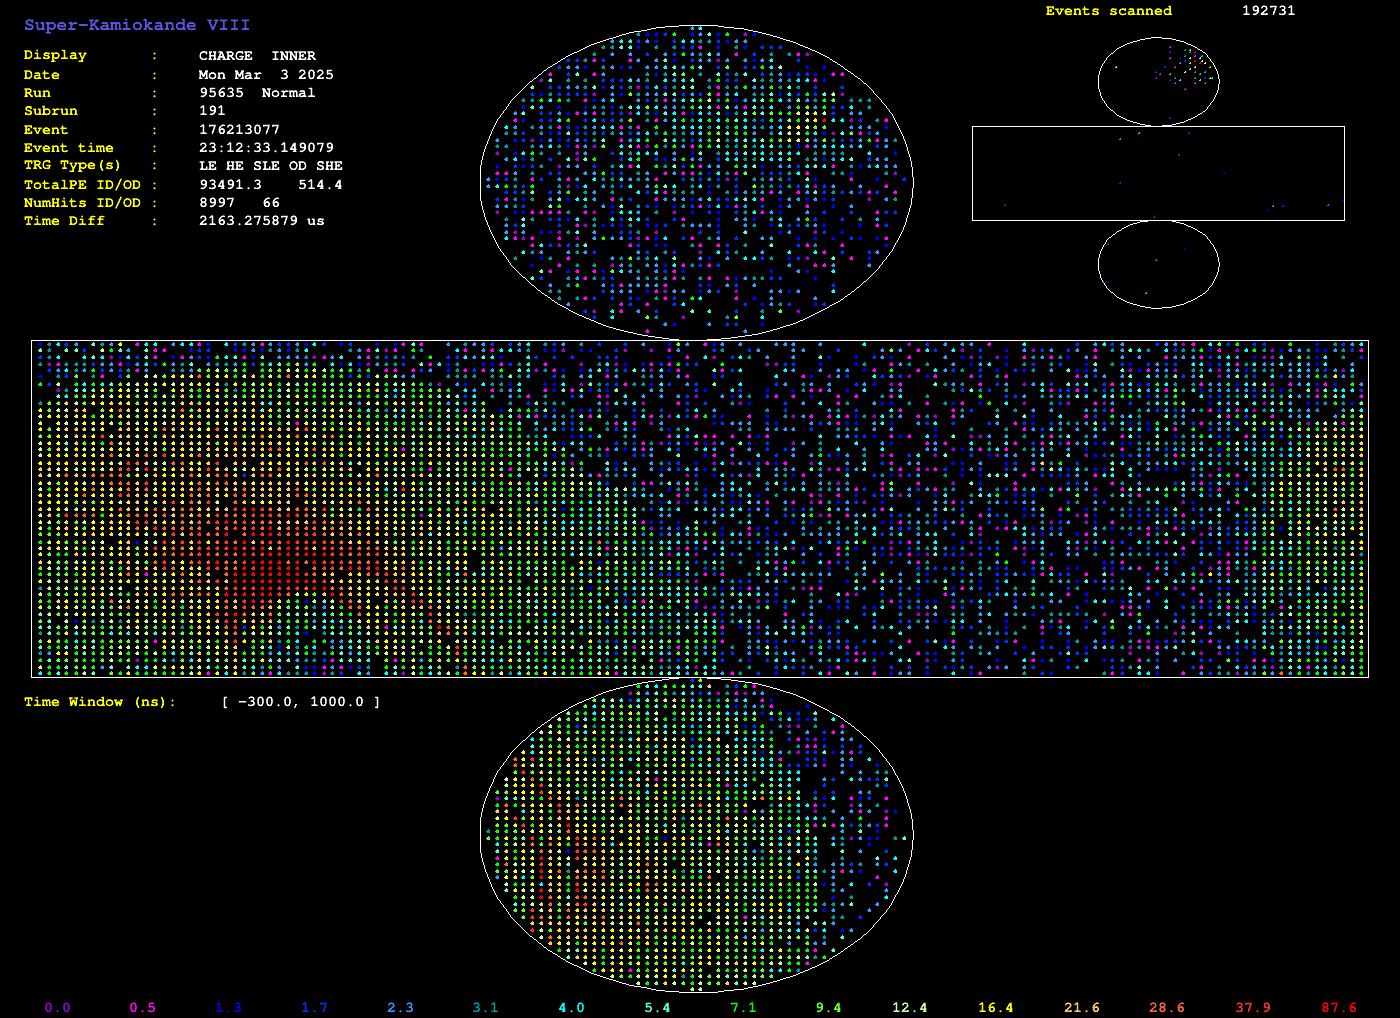 Super-Kamiokande VIII
Display : CHARGE INNER
Date : Mon Mar 3 2025
Run : 95635 Normal
Subrun : 191
Event : 176213077
Event time : 23:12:33.149079
TRG Type(s) : LE HE SLE OD SHE
TotalPE ID/OD : 93491.3 514.4
NumHits ID/OD : 8997 66
Time Diff : 2163.275879 us
Events scanned 192731
Time Window (ns): [ -300.0, 1000.0 ]
0.0 0.5 1.3 1.7 2.3 3.1 4.0 5.4 7.1 9.4 12.4 16.4 21.6 28.6 37.9 87.6